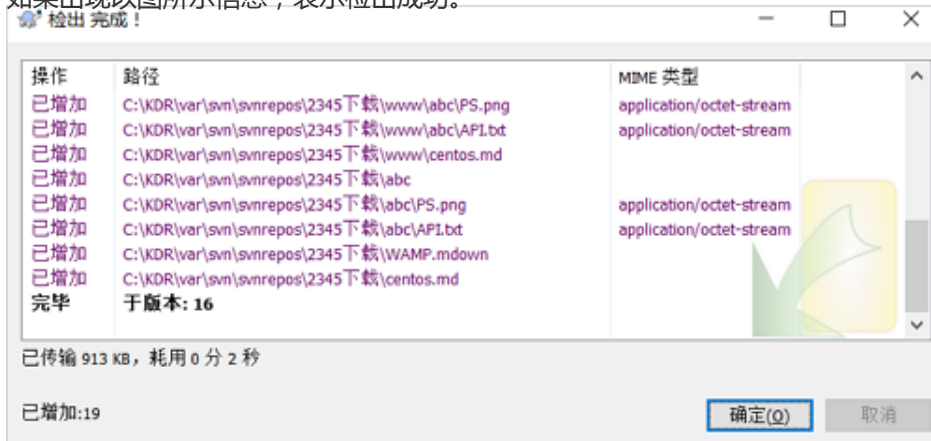 如果出现以图所示信息，表示检出成功。
检出 完成！
操作 路径 MIME 类型
已增加 C:\KDR\var\svn\svnrepos\2345下载\www\abc\PS.png application/octet-stream
已增加 C:\KDR\var\svn\svnrepos\2345下载\www\abc\API.txt application/octet-stream
已增加 C:\KDR\var\svn\svnrepos\2345下载\www\centos.md
已增加 C:\KDR\var\svn\svnrepos\2345下载\abc
已增加 C:\KDR\var\svn\svnrepos\2345下载\abc\PS.png application/octet-stream
已增加 C:\KDR\var\svn\svnrepos\2345下载\abc\API.txt application/octet-stream
已增加 C:\KDR\var\svn\svnrepos\2345下载\WAMP.mdown
已增加 C:\KDR\var\svn\svnrepos\2345下载\centos.md
完毕 于版本: 16
已传输 913 KB，耗用 0 分 2 秒
已增加:19
确定(O) 取消